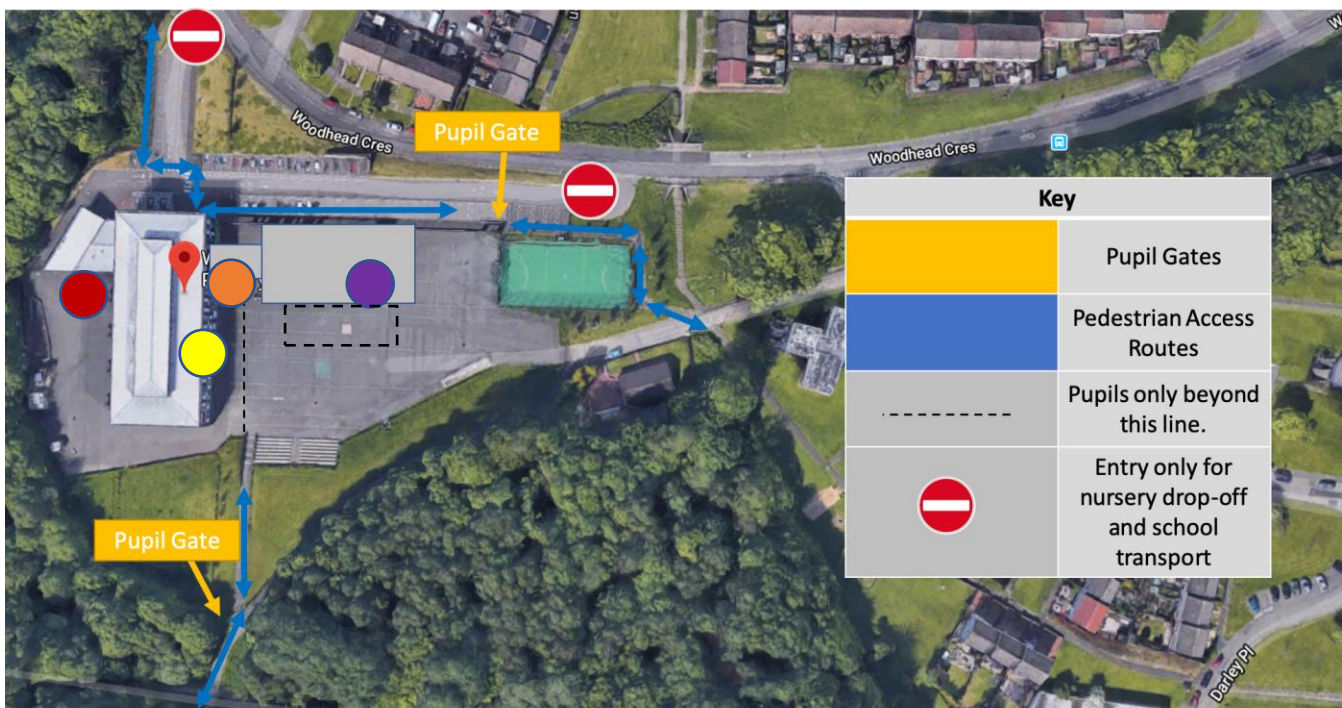 Woodhead Cres
Pupil Gate
Woodhead Cres
Key
Pupil Gates
Pedestrian Access
Routes
Pupils only beyond
this line.
Entry only for
nursery drop-off
and school
transport
Pupil Gate
Darley Pl